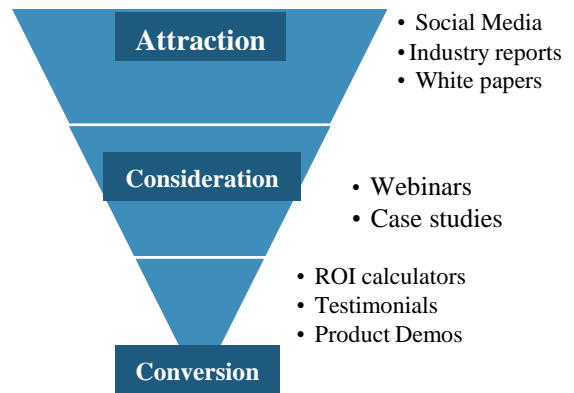 Attraction
• Social Media
• Industry reports
• White papers
Consideration
• Webinars
• Case studies
• ROI calculators
• Testimonials
• Product Demos
Conversion